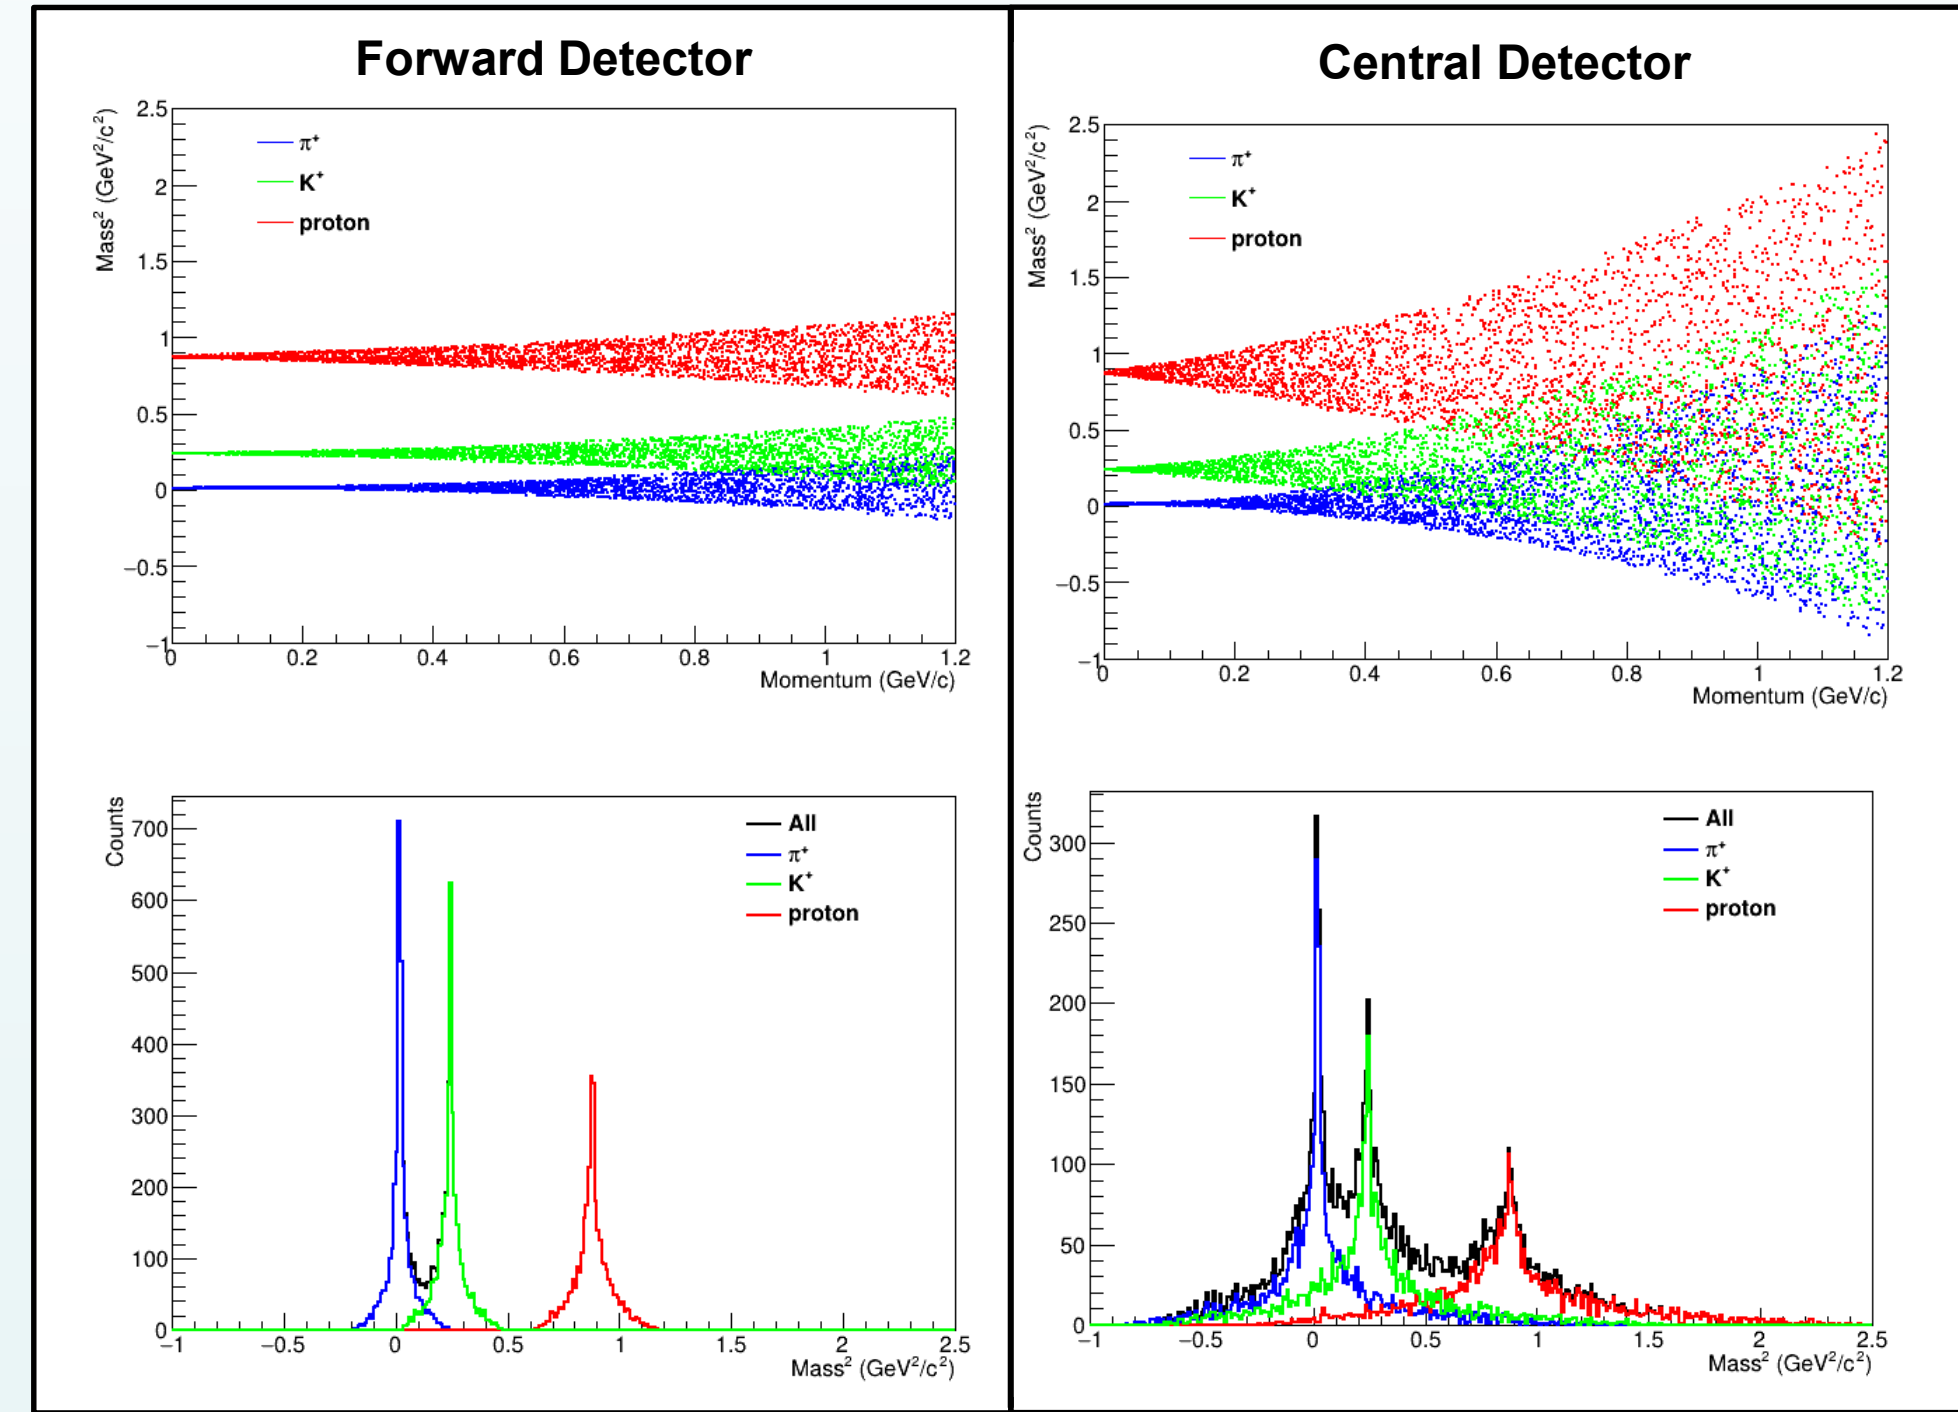 Forward Detector
Mass² (GeV²/c²)
2.5
2
1.5
1
0.5
0
−0.5
−1
π⁺
K⁺
proton
0 0.2 0.4 0.6 0.8 1 1.2
Momentum (GeV/c)
Counts
700
600
500
400
300
200
100
0
All
π⁺
K⁺
proton
−1 −0.5 0 0.5 1 1.5 2 2.5
Mass² (GeV²/c²)
Central Detector
Mass² (GeV²/c²)
2.5
2
1.5
1
0.5
0
−0.5
−1
π⁺
K⁺
proton
0 0.2 0.4 0.6 0.8 1 1.2
Momentum (GeV/c)
Counts
300
250
200
150
100
50
0
All
π⁺
K⁺
proton
−1 −0.5 0 0.5 1 1.5 2 2.5
Mass² (GeV²/c²)